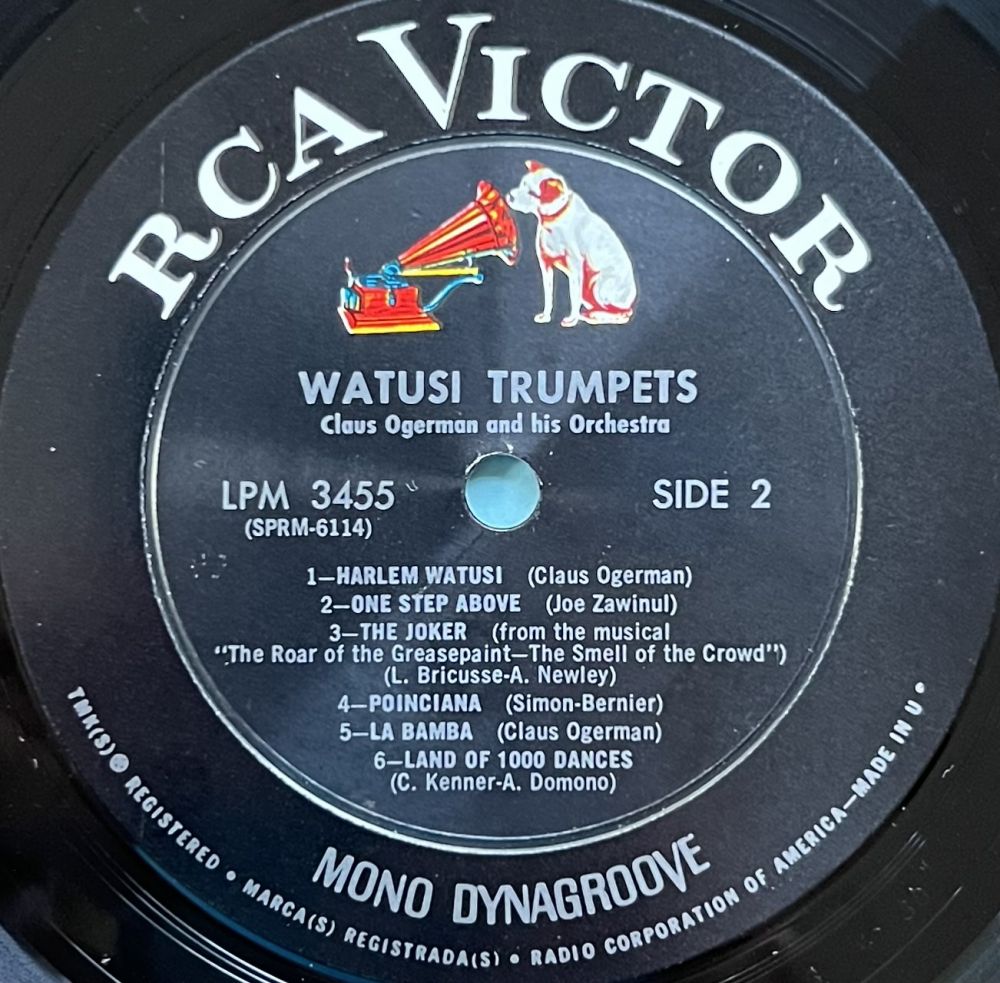 RCA VICTOR
WATUSI TRUMPETS
Claus Ogerman and his Orchestra
LPM 3455
(SPRM-6114)
SIDE 2
1—HARLEM WATUSI (Claus Ogerman)
2—ONE STEP ABOVE (Joe Zawinul)
3—THE JOKER (from the musical
"The Roar of the Greasepaint—The Smell of the Crowd")
(L. Bricusse-A. Newley)
4—POINCIANA (Simon-Bernier)
5—LA BAMBA (Claus Ogerman)
6—LAND OF 1000 DANCES
(C. Kenner-A. Domono)
MONO DYNAGROOVE
TMK(S) ® REGISTERED • MARCA(S) REGISTRADA(S) • RADIO CORPORATION OF AMERICA—MADE IN U •